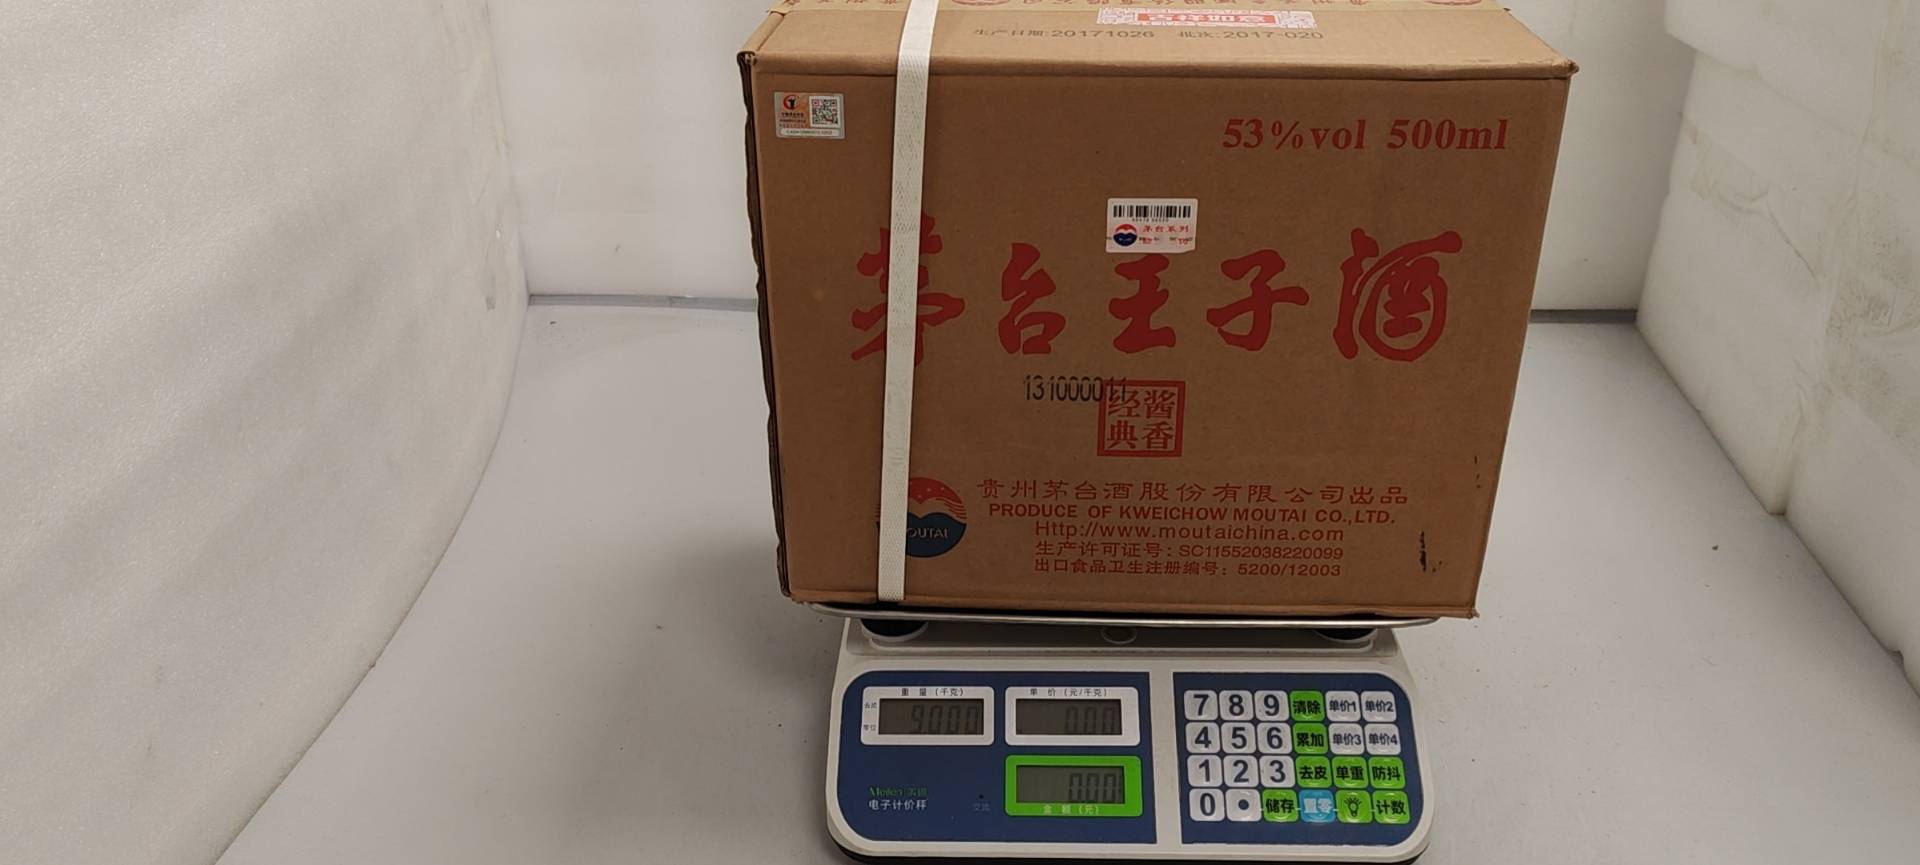 生产日期:20171026 批次:2017-020
53%vol 500ml
茅台系列
茅台王子酒
131000011
经酱
典香
MOUTAI
贵州茅台酒股份有限公司出品
PRODUCE OF KWEICHOW MOUTAI CO.,LTD.
Http://www.moutaichina.com
生产许可证号: SC11552038220099
出口食品卫生注册编号: 5200/12003
重 量 (千克)
单 价 (元/千克)
去皮
零位
9.000
0.00
0.00
金 额 (元)
Meilen
电子计价秤
交流
7 8 9 清除 单价1 单价2
4 5 6 累加 单价3 单价4
1 2 3 去皮 单重 防抖
0 • 储存 置零 计数